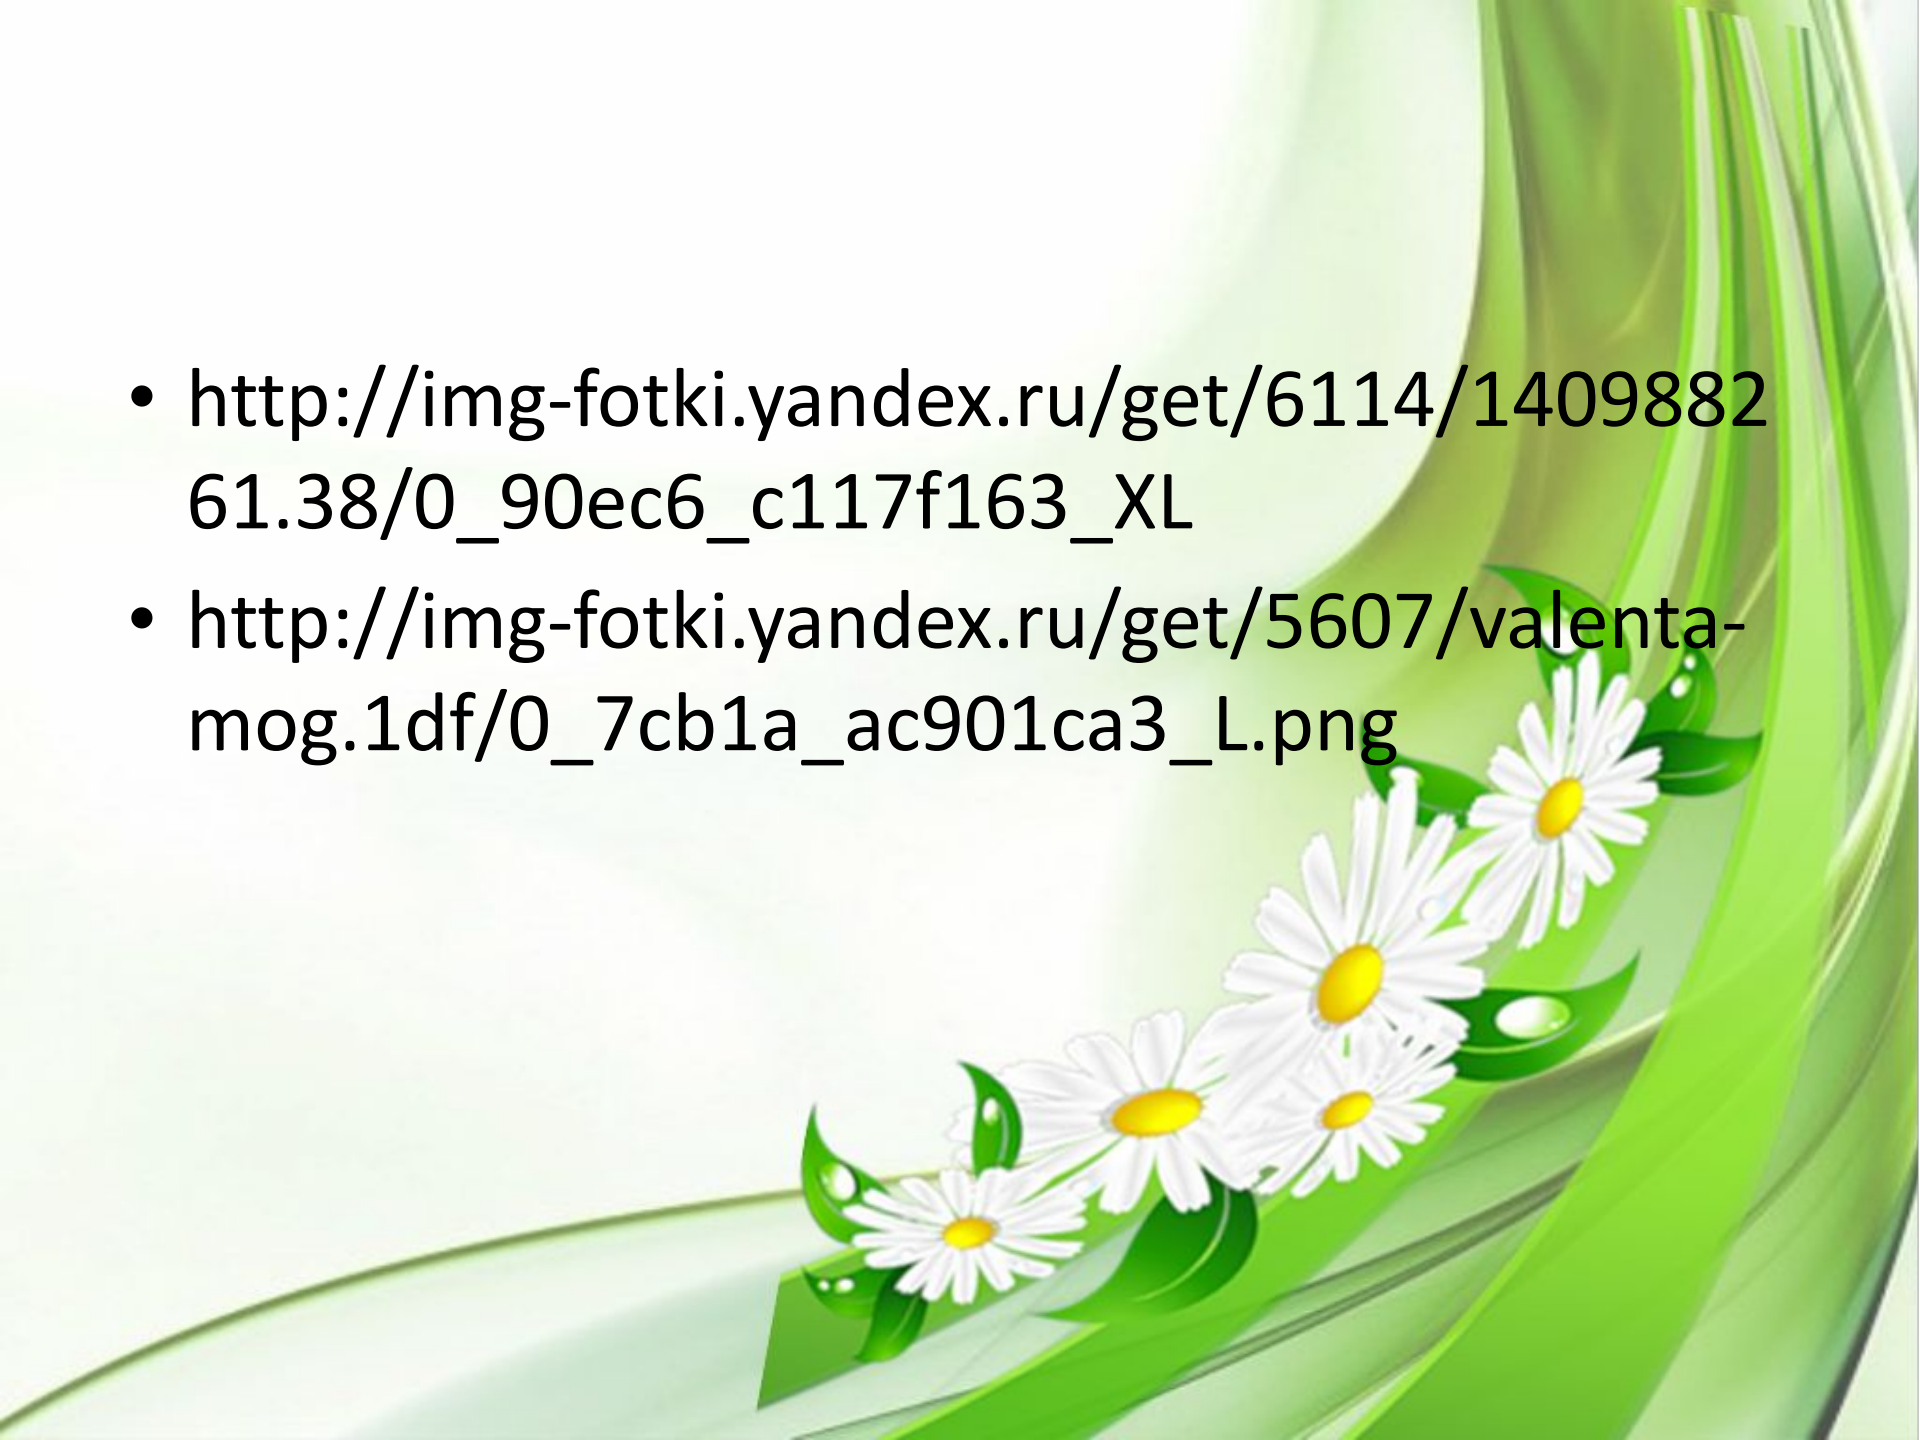 • http://img-fotki.yandex.ru/get/6114/1409882
61.38/0_90ec6_c117f163_XL
• http://img-fotki.yandex.ru/get/5607/valenta-
mog.1df/0_7cb1a_ac901ca3_L.png